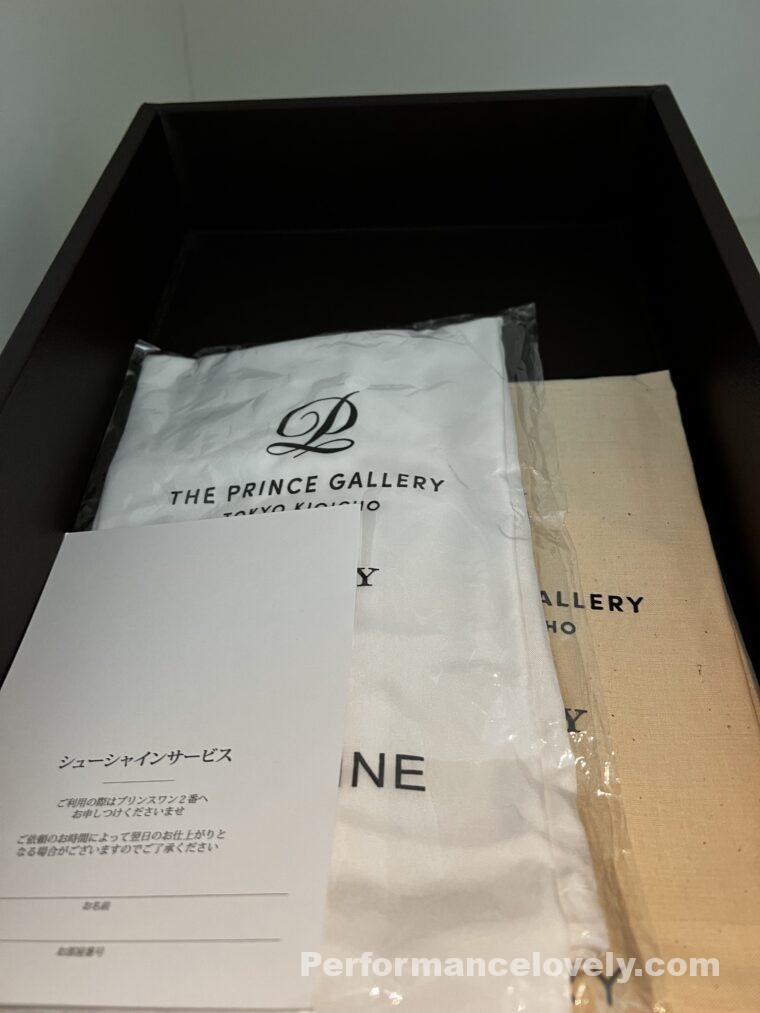 P
THE PRINCE GALLERY
TOKYO KIOICHO
Y
INE
ALLERY
HO
Y
Y
シューシャインサービス
ご利用の際はプリンスワン2番へ
お申しつけくださいませ
ご依頼のお時間によって翌日のお仕上がりと
なる場合がございますのでご了承ください
お名前
お部屋番号
Performancelovely.com